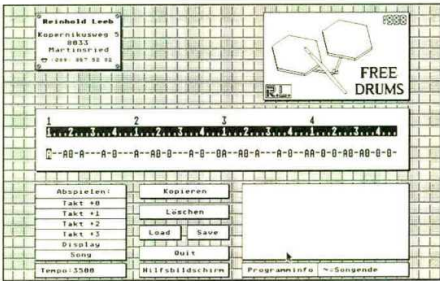 Reinhold Leeb
Kopernikusweg 5
8033
Martinsried
FREE
DRUMS
1 2 3 4
Abspielen:
Takt +0
Takt +1
Takt +2
Takt +3
Display
Song
Tempo:3500
Kopieren
Löschen
Load
Save
Quit
Hilfsbildschirm
Programminfo
~=Songende